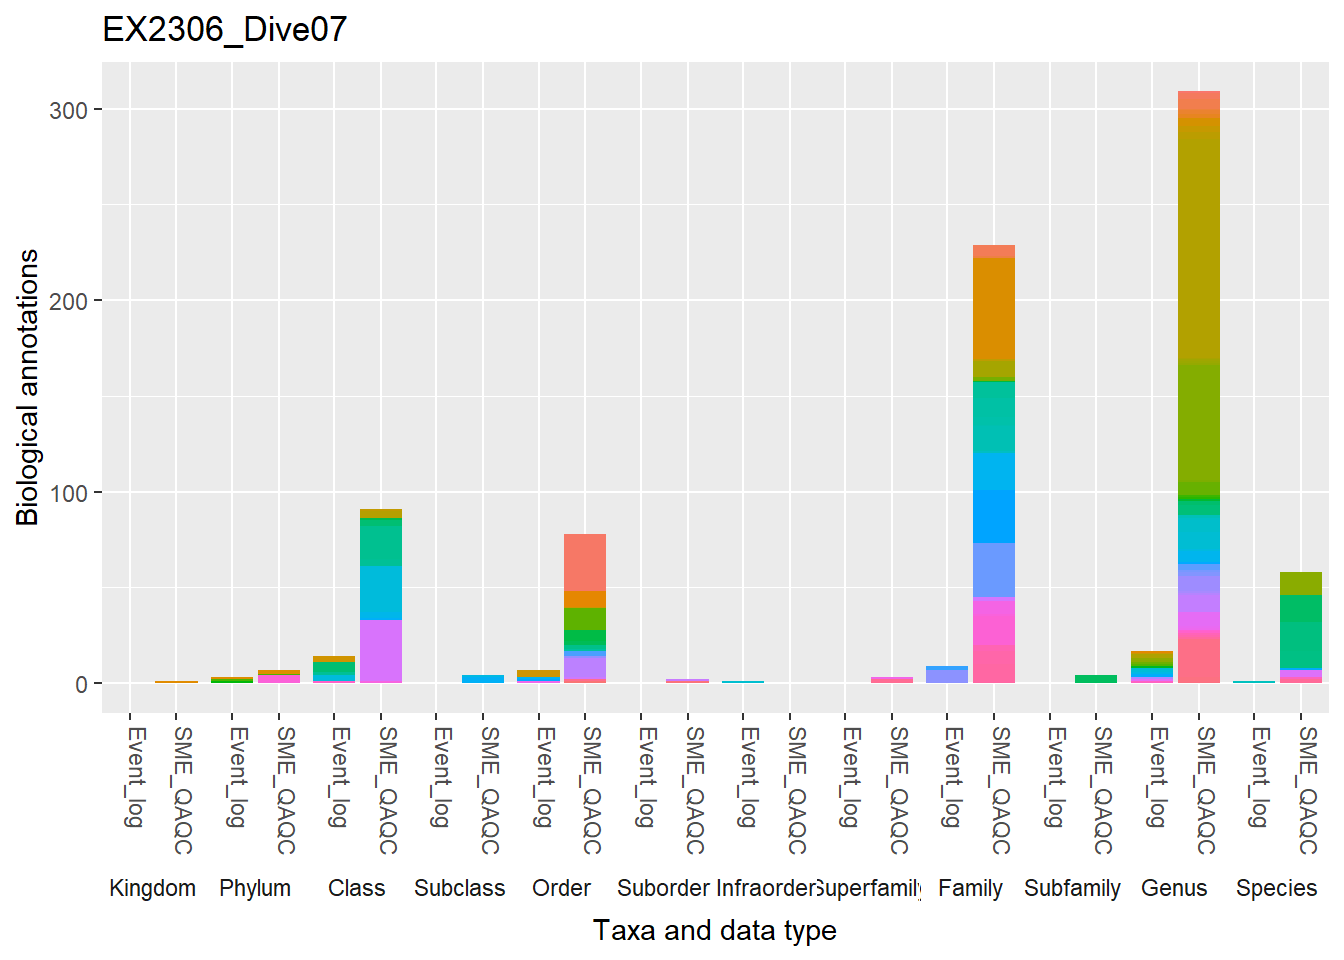 EX2306_Dive07
Biological annotations
300
200
100
0
Event_log SME_QAQC Event_log SME_QAQC Event_log SME_QAQC Event_log SME_QAQC Event_log SME_QAQC Event_log SME_QAQC Event_log SME_QAQC Event_log SME_QAQC Event_log SME_QAQC Event_log SME_QAQC Event_log SME_QAQC Event_log SME_QAQC
Kingdom Phylum Class Subclass Order Suborder Infraorder Superfamily Family Subfamily Genus Species
Taxa and data type